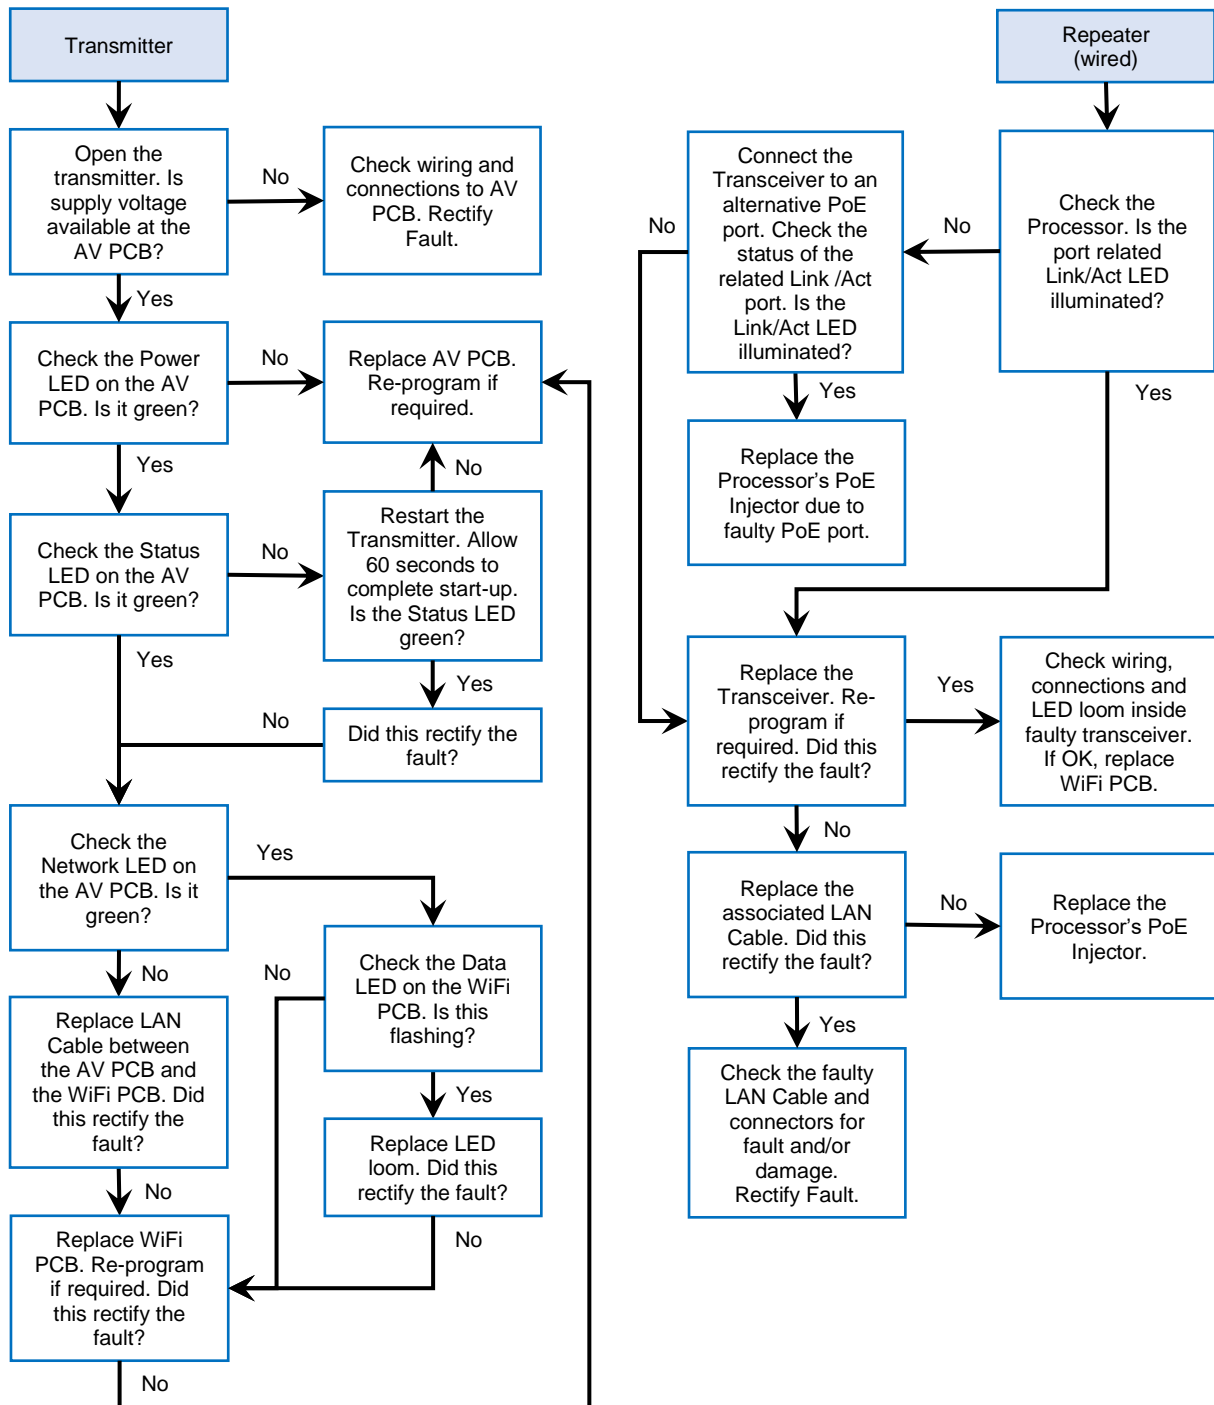 Transmitter
Open the
transmitter. Is
supply voltage
available at the
AV PCB?
No
Check wiring and
connections to AV
PCB. Rectify
Fault.
Yes
Check the Power
LED on the AV
PCB. Is it green?
No
Replace AV PCB.
Re-program if
required.
Yes
No
Check the Status
LED on the AV
PCB. Is it green?
No
Restart the
Transmitter. Allow
60 seconds to
complete start-up.
Is the Status LED
green?
Yes
Yes
No
Did this rectify the
fault?
Check the
Network LED on
the AV PCB. Is it
green?
Yes
No
No
Check the Data
LED on the WiFi
PCB. Is this
flashing?
Replace LAN
Cable between
the AV PCB and
the WiFi PCB. Did
this rectify the
fault?
Yes
Replace LED
loom. Did this
rectify the fault?
No
No
Replace WiFi
PCB. Re-program
if required. Did
this rectify the
fault?
No
Repeater
(wired)
Check the
Processor. Is the
port related
Link/Act LED
illuminated?
No
Connect the
Transceiver to an
alternative PoE
port. Check the
status of the
related Link /Act
port. Is the
Link/Act LED
illuminated?
No
Yes
Yes
Replace the
Processor's PoE
Injector due to
faulty PoE port.
Replace the
Transceiver. Re-
program if
required. Did this
rectify the fault?
Yes
Check wiring,
connections and
LED loom inside
faulty transceiver.
If OK, replace
WiFi PCB.
No
Replace the
associated LAN
Cable. Did this
rectify the fault?
No
Replace the
Processor's PoE
Injector.
Yes
Check the faulty
LAN Cable and
connectors for
fault and/or
damage.
Rectify Fault.